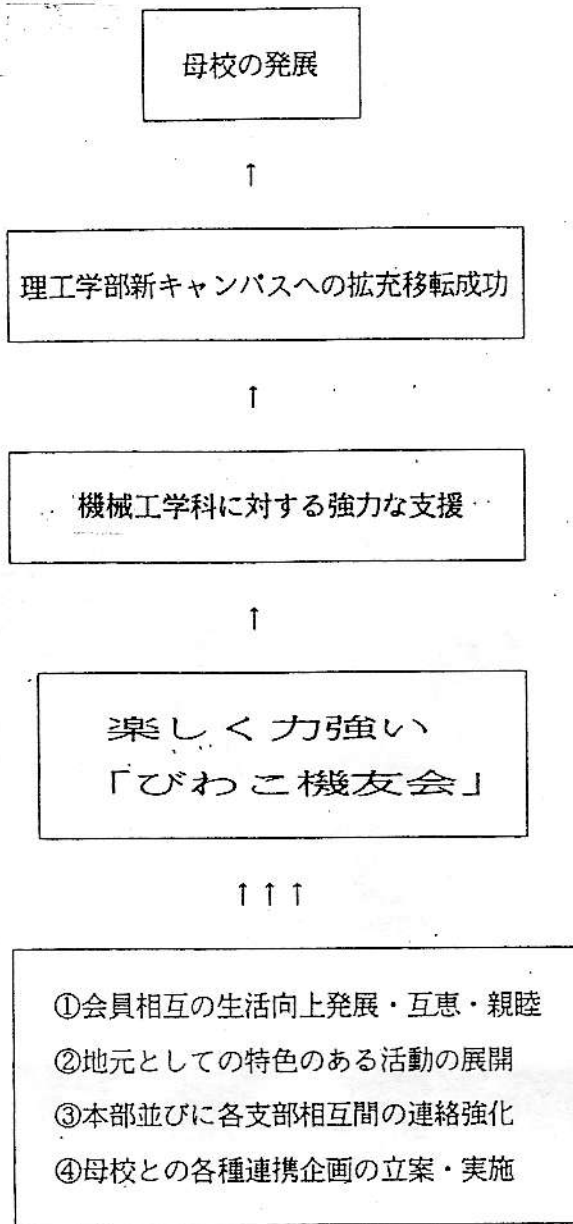 母校の発展
↑
理工学部新キャンパスへの拡充移転成功
↑
機械工学科に対する強力な支援
↑
楽しく力強い
「びわこ機友会」
↑↑↑
①会員相互の生活向上発展・互恵・親睦
②地元としての特色のある活動の展開
③本部並びに各支部相互間の連絡強化
④母校との各種連携企画の立案・実施